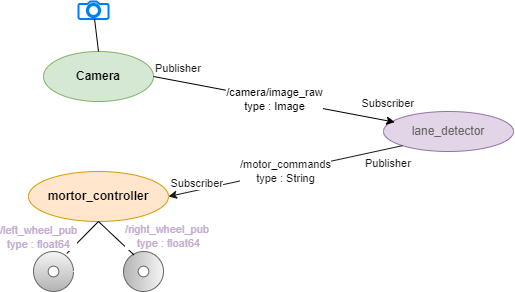 Camera
Publisher
/camera/image_raw
type : Image
Subscriber
lane_detector
Publisher
/motor_commands
type : String
Subscriber
mortor_controller
/left_wheel_pub
type : float64
/right_wheel_pub
type : float64